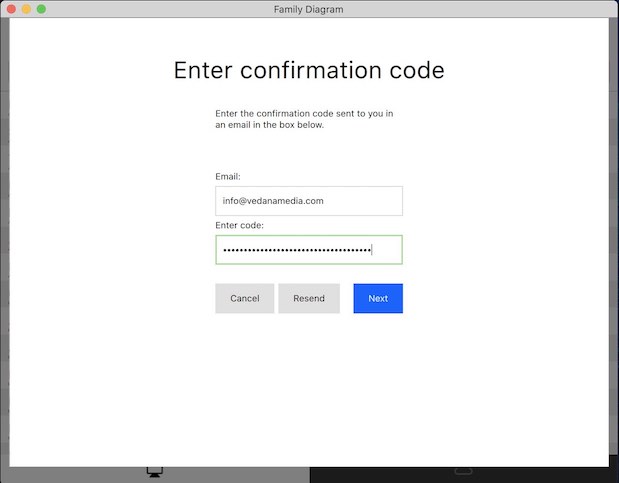 Family Diagram
Enter confirmation code
Enter the confirmation code sent to you in
an email in the box below.
Email:
info@vedanamedia.com
Enter code:
••••••••••••••••••••••••••••••••••••
Cancel
Resend
Next